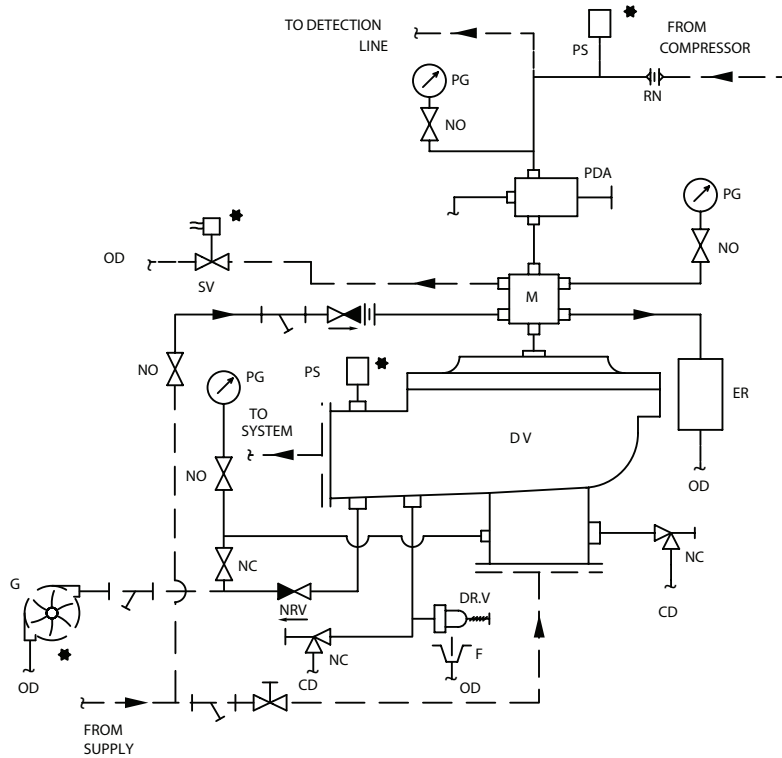 TO DETECTION
LINE
PS
FROM
COMPRESSOR
PG
RN
NO
PDA
PG
OD
SV
NO
M
NO
PG
PS
ER
TO
SYSTEM
D V
NO
OD
NC
NC
G
NRV
DR.V
CD
NC
F
OD
CD
OD
FROM
SUPPLY